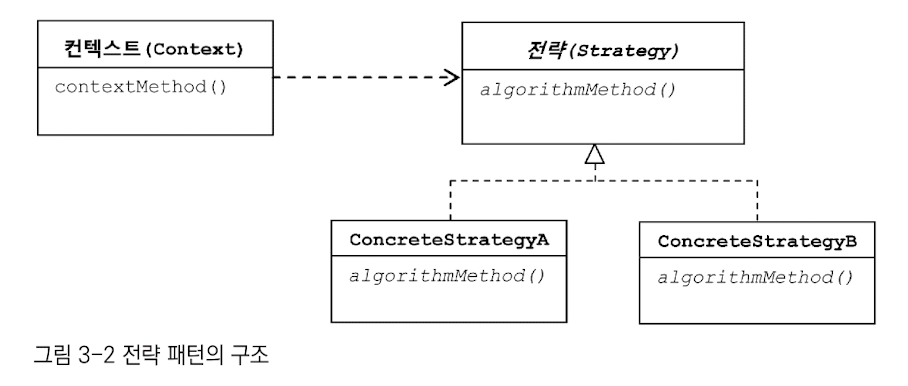 컨텍스트(Context)
contextMethod()
전략(Strategy)
algorithmMethod()
ConcreteStrategyA
algorithmMethod()
ConcreteStrategyB
algorithmMethod()
그림 3-2 전략 패턴의 구조